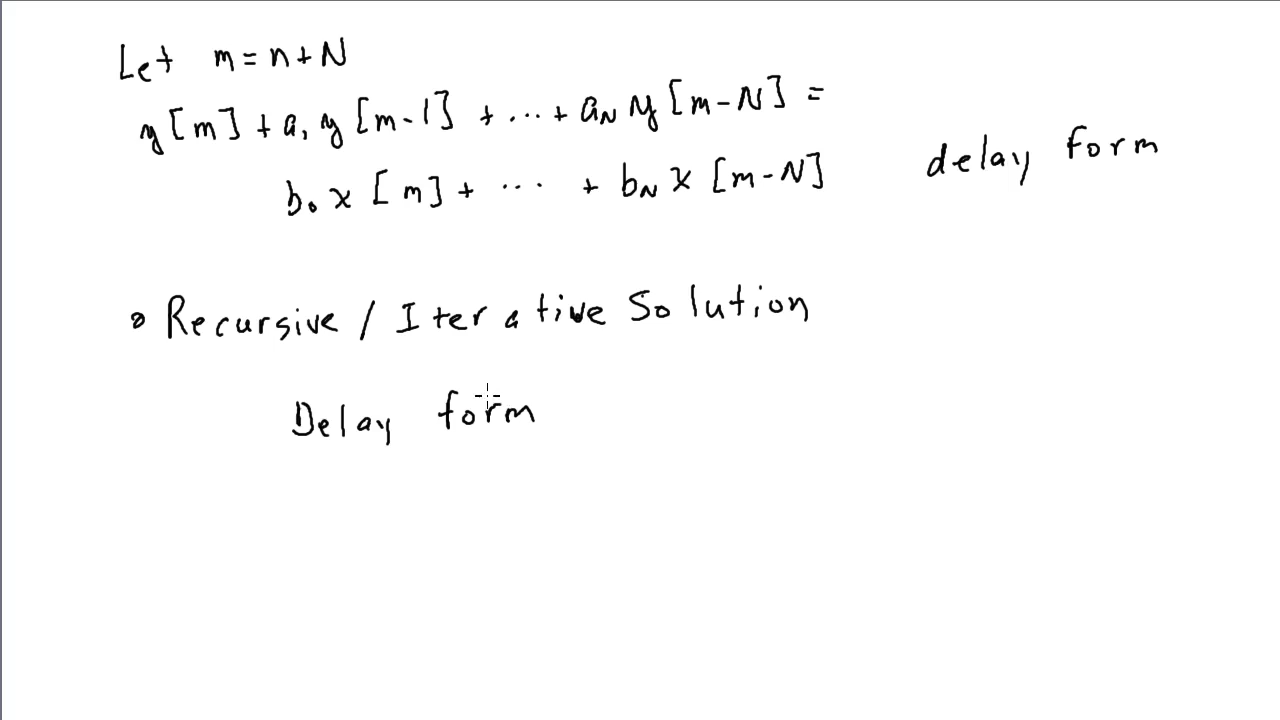 Let m = n + N
y[m] + a₁ y[m-1] + ... + a_N y[m-N] =
b₀ x[m] + ... + b_N x[m-N]
delay form
• Recursive / Iterative Solution
Delay form